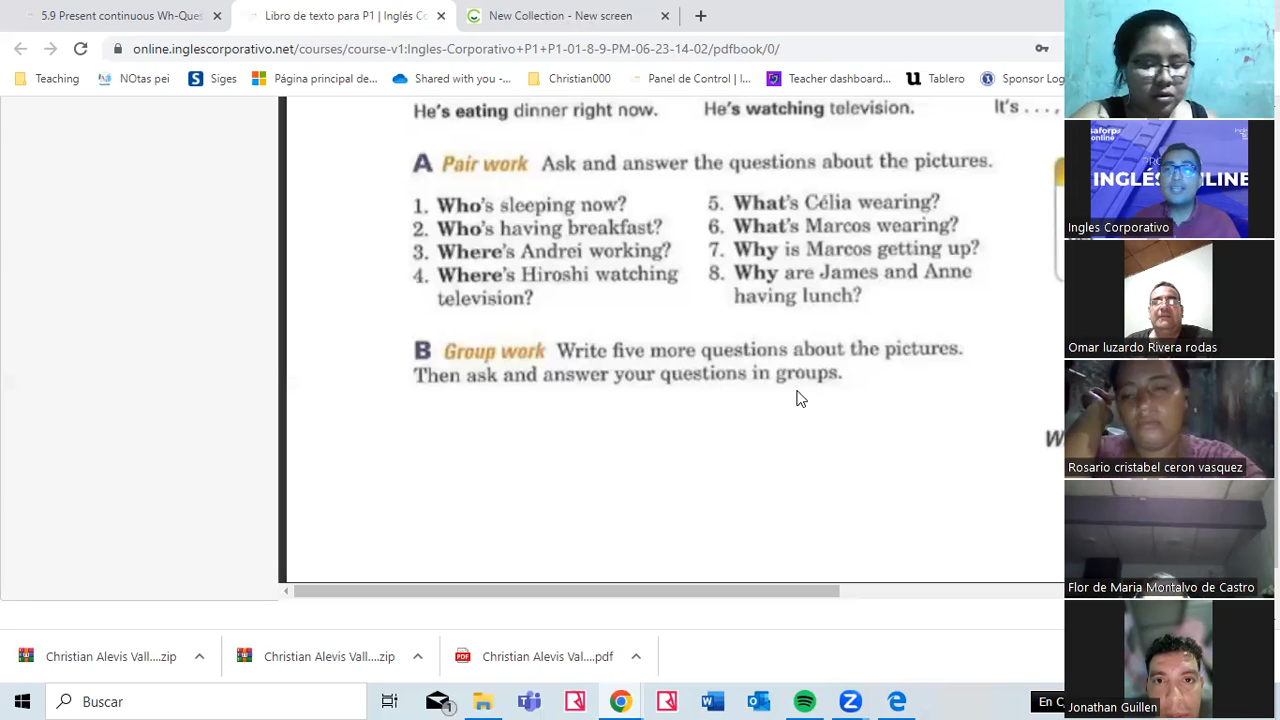 5.9 Present continuous Wh-Ques
Libro de texto para P1 | Inglés Co
New Collection - New screen
online.inglescorporativo.net/courses/course-v1:Ingles-Corporativo+P1+P1-01-8-9-PM-06-23-14-02/pdfbook/0/
Teaching
NOtas pei
Siges
Página principal de...
Shared with you -...
Christian000
Panel de Control | I...
Teacher dashboard...
Tablero
Sponsor Log
He's eating dinner right now.
He's watching television.
It's . . . ,
A Pair work Ask and answer the questions about the pictures.
1. Who's sleeping now?
2. Who's having breakfast?
3. Where's Andrei working?
4. Where's Hiroshi watching
television?
5. What's Célia wearing?
6. What's Marcos wearing?
7. Why is Marcos getting up?
8. Why are James and Anne
having lunch?
B Group work Write five more questions about the pictures.
Then ask and answer your questions in groups.
W
Christian Alevis Vall....zip
Christian Alevis Vall....zip
Christian Alevis Val....pdf
Buscar
En C
saforp
online
INGLÉS ONLINE
Ingles Corporativo
Omar luzardo Rivera rodas
Rosario cristabel ceron vasquez
Flor de Maria Montalvo de Castro
Jonathan Guillen